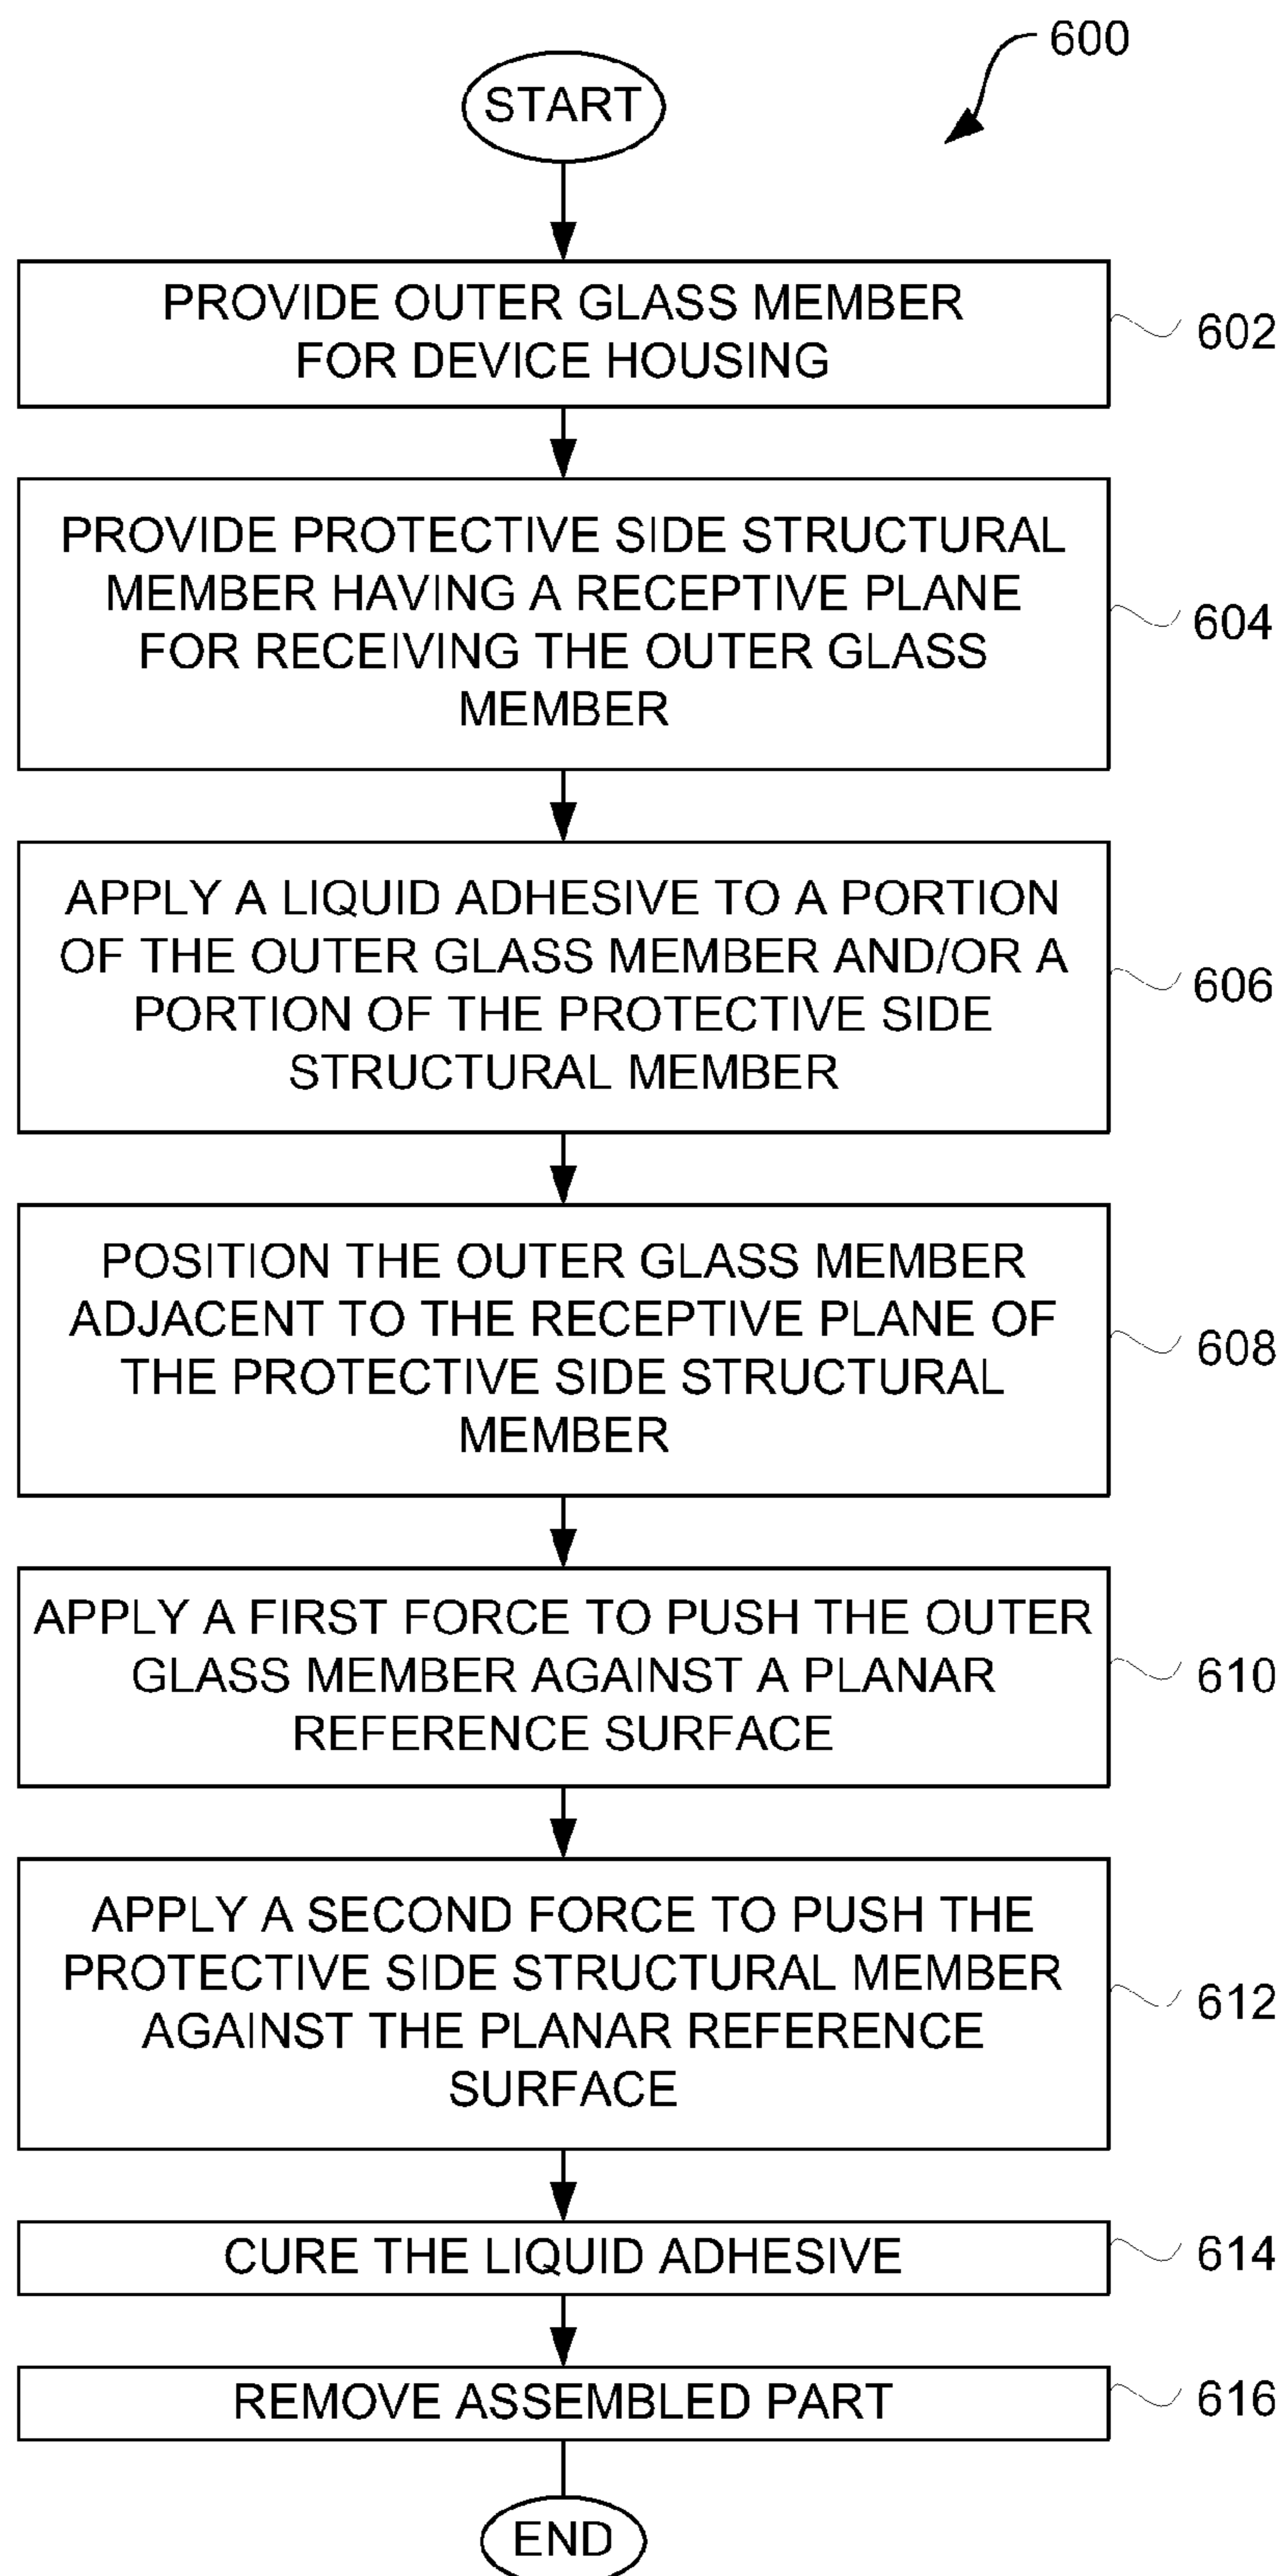 600
START
PROVIDE OUTER GLASS MEMBER
FOR DEVICE HOUSING
602
PROVIDE PROTECTIVE SIDE STRUCTURAL
MEMBER HAVING A RECEPTIVE PLANE
FOR RECEIVING THE OUTER GLASS
MEMBER
604
APPLY A LIQUID ADHESIVE TO A PORTION
OF THE OUTER GLASS MEMBER AND/OR A
PORTION OF THE PROTECTIVE SIDE
STRUCTURAL MEMBER
606
POSITION THE OUTER GLASS MEMBER
ADJACENT TO THE RECEPTIVE PLANE OF
THE PROTECTIVE SIDE STRUCTURAL
MEMBER
608
APPLY A FIRST FORCE TO PUSH THE OUTER
GLASS MEMBER AGAINST A PLANAR
REFERENCE SURFACE
610
APPLY A SECOND FORCE TO PUSH THE
PROTECTIVE SIDE STRUCTURAL MEMBER
AGAINST THE PLANAR REFERENCE
SURFACE
612
CURE THE LIQUID ADHESIVE
614
REMOVE ASSEMBLED PART
616
END